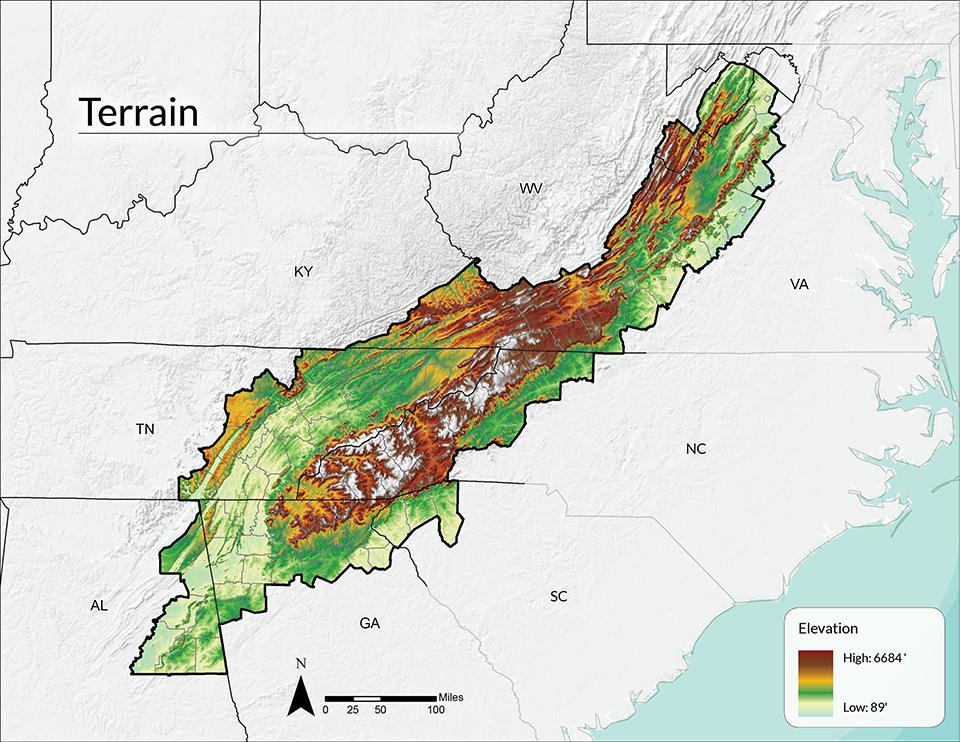 Terrain
WV
KY
VA
TN
NC
AL
SC
GA
Elevation
High: 6684'
Low: 89'
N
Miles
0 25 50 100